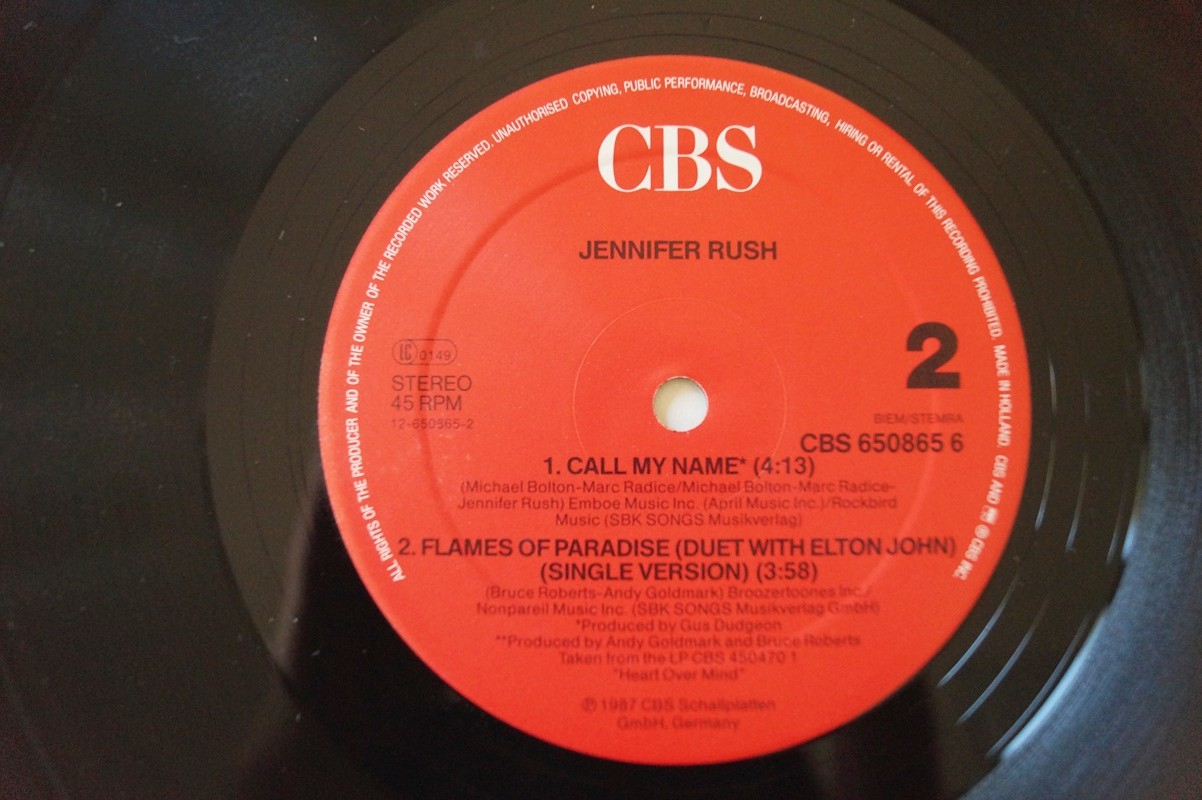 ALL RIGHTS OF THE PRODUCER AND OF THE OWNER OF THE RECORDED WORK RESERVED. UNAUTHORISED COPYING, PUBLIC PERFORMANCE, BROADCASTING, HIRING OR RENTAL OF THIS RECORDING PROHIBITED. MADE IN HOLLAND. CBS AND ℗ CBS INC.
CBS
JENNIFER RUSH
2
LC 0149
STEREO
45 RPM
12-650865-2
BIEM/STEMRA
CBS 650865 6
1. CALL MY NAME* (4:13)
(Michael Bolton-Marc Radice/Michael Bolton-Marc Radice-
Jennifer Rush) Emboe Music Inc. (April Music Inc.)/Rockbird
Music (SBK SONGS Musikverlag)
2. FLAMES OF PARADISE (DUET WITH ELTON JOHN)
(SINGLE VERSION) (3:58)
(Bruce Roberts-Andy Goldmark) Broozertoones Inc./
Nonpareil Music Inc. (SBK SONGS Musikverlag GmbH)
*Produced by Gus Dudgeon
**Produced by Andy Goldmark and Bruce Roberts
Taken from the LP CBS 450470 1
"Heart Over Mind"
℗ 1987 CBS Schallplatten
GmbH, Germany